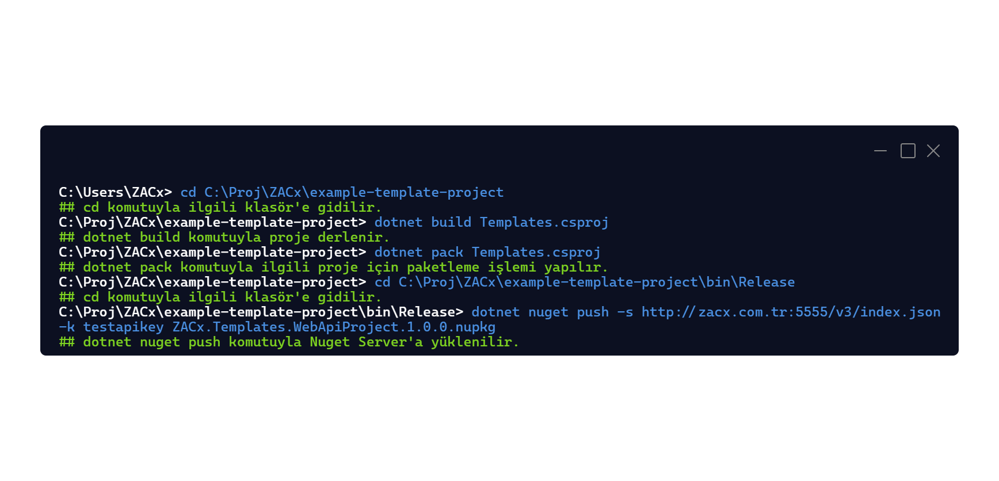 C:\Users\ZACx> cd C:\Proj\ZACx\example-template-project
## cd komutuyla ilgili klasör'e gidilir.
C:\Proj\ZACx\example-template-project> dotnet build Templates.csproj
## dotnet build komutuyla proje derlenir.
C:\Proj\ZACx\example-template-project> dotnet pack Templates.csproj
## dotnet pack komutuyla ilgili proje için paketleme işlemi yapılır.
C:\Proj\ZACx\example-template-project> cd C:\Proj\ZACx\example-template-project\bin\Release
## cd komutuyla ilgili klasör'e gidilir.
C:\Proj\ZACx\example-template-project\bin\Release> dotnet nuget push -s http://zacx.com.tr:5555/v3/index.json
-k testapikey ZACx.Templates.WebApiProject.1.0.0.nupkg
## dotnet nuget push komutuyla Nuget Server'a yüklenilir.